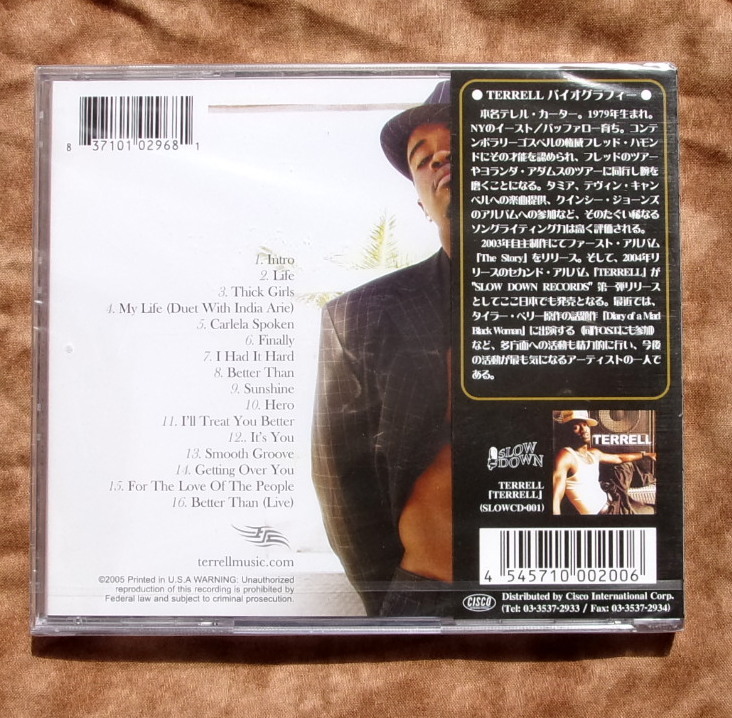 8 37101 02968 1
1. Intro
2. Life
3. Thick Girls
4. My Life (Duet With India Arie)
5. Carlela Spoken
6. Finally
7. I Had It Hard
8. Better Than
9. Sunshine
10. Hero
11. I'll Treat You Better
12.. It's You
13. Smooth Groove
14. Getting Over You
15. For The Love Of The People
16. Better Than (Live)
terrellmusic.com
©2005 Printed in U.S.A WARNING: Unauthorized
reproduction of this recording is prohibited by
Federal law and subject to criminal prosecution.
● TERRELL バイオグラフィー ●
本名テレル・カーター。1979年生まれ。
NYのイースト/バッファロー育ち。コンテ
ンポラリーゴスペルの権威フレッド・ハモン
ドにその才能を認められ、フレッドのツアー
やヨランダ・アダムスのツアーに同行し腕を
磨くことになる。タミア、テヴィン・キャン
ベルへの楽曲提供、クインシー・ジョーンズ
のアルバムへの参加など、そのたぐい稀なる
ソングライティング力は高く評価される。
2003年自主制作にてファースト・アルバム
「The Story」をリリース。そして、2004年リ
リースのセカンド・アルバム「TERRELL」が
"SLOW DOWN RECORDS" 第一弾リリース
としてここ日本でも発売となる。最近では、
タイラー・ペリー原作の話題作「Diary of a Mad
Black Woman」に出演する(同作OSTにも参加)
など、多方面への活動も精力的に行い、今後
の活動が最も気になるアーティストの一人で
ある。
TERRELL
SLOW
DOWN
TERRELL
「TERRELL」
(SLOWCD-001)
4 545710 002006
CISCO
Distributed by Cisco International Corp.
(Tel: 03-3537-2933 / Fax: 03-3537-2934)